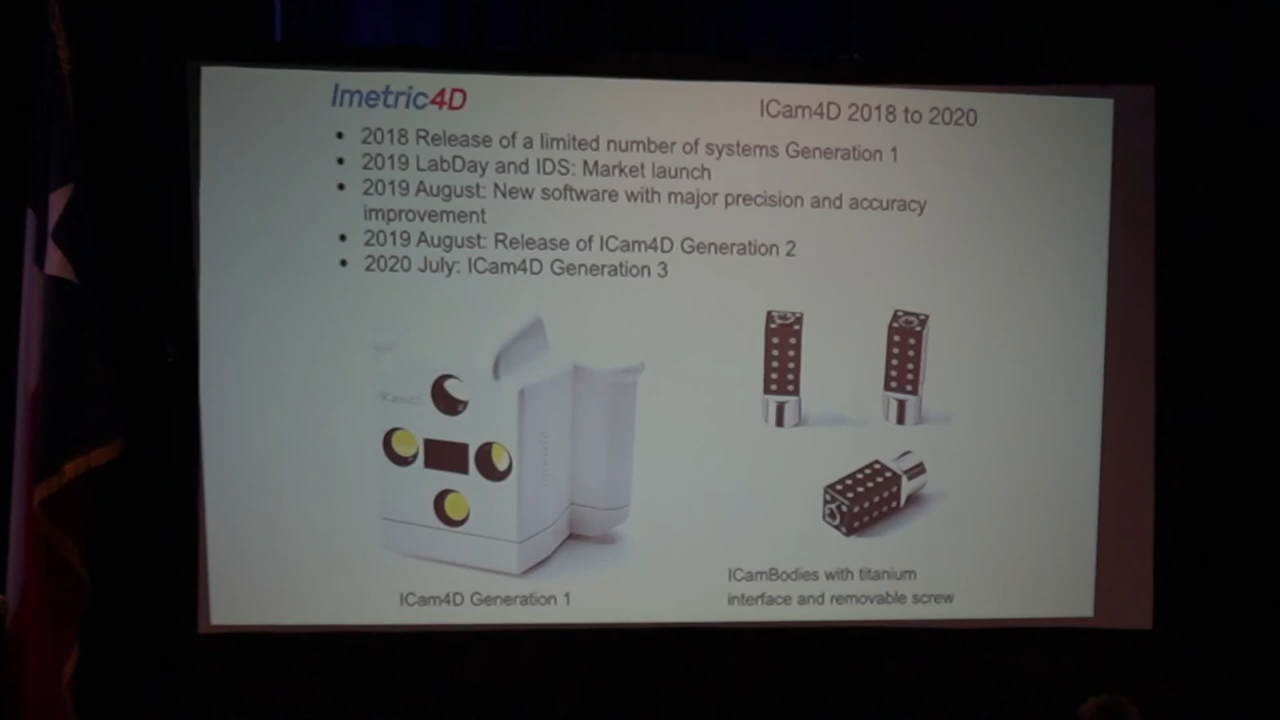 Imetric4D
ICam4D 2018 to 2020
• 2018 Release of a limited number of systems Generation 1
• 2019 LabDay and IDS: Market launch
• 2019 August: New software with major precision and accuracy
improvement
• 2019 August: Release of ICam4D Generation 2
• 2020 July: ICam4D Generation 3
ICam4D
ICam4D Generation 1
ICamBodies with titanium
interface and removable screw